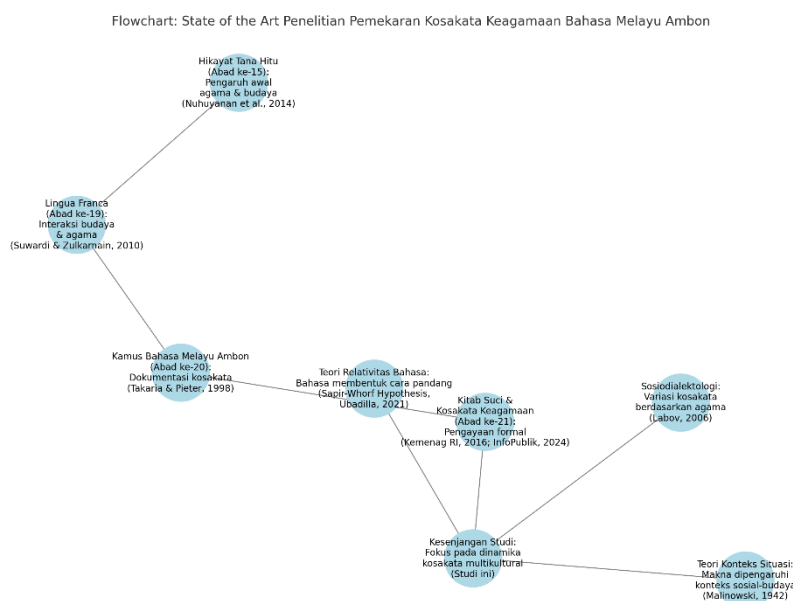 Flowchart: State of the Art Penelitian Pemekaran Kosakata Keagamaan Bahasa Melayu Ambon
Hikayat Tana Hitu
(Abad ke-15):
Pengaruh awal
agama & budaya
(Nuhuyanan et al., 2014)
Lingua Franca
(Abad ke-19):
Interaksi budaya
& agama
(Suwardi & Zulkarnain, 2010)
Kamus Bahasa Melayu Ambon
(Abad ke-20):
Dokumentasi kosakata
(Takaria & Pieter, 1998)
Teori Relativitas Bahasa:
Bahasa membentuk cara pandang
(Sapir-Whorf Hypothesis,
Ubadilla, 2021)
Kitab Suci &
Kosakata Keagamaan
(Abad ke-21):
Pengayaan formal
(Kemenag RI, 2016; InfoPublik, 2024)
Sosiodialektologi:
Variasi kosakata
berdasarkan agama
(Labov, 2006)
Kesenjangan Studi:
Fokus pada dinamika
kosakata multikultural
(Studi ini)
Teori Konteks Situasi:
Makna dipengaruhi
konteks sosial-budaya
(Malinowski, 1942)